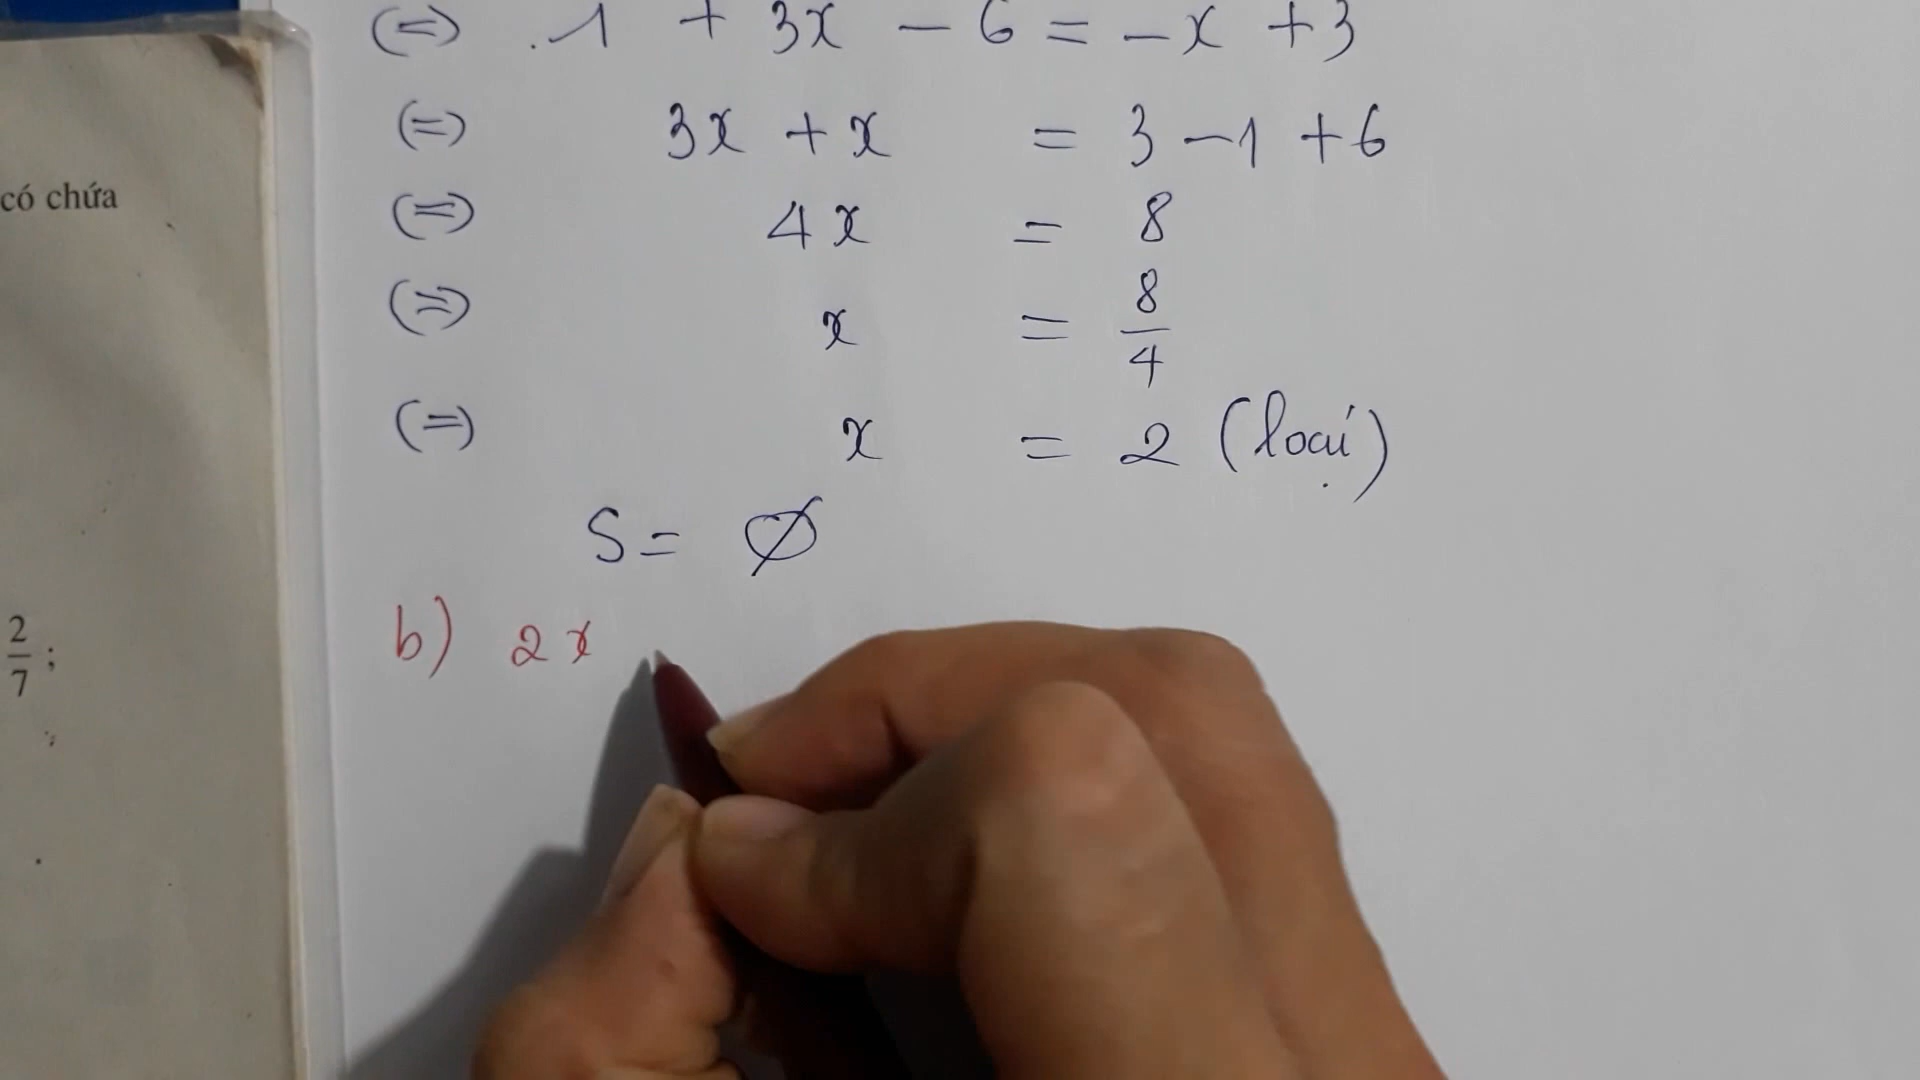 (=) .1 + 3x - 6 = -x + 3
(=) 3x + x = 3 - 1 + 6
(=) 4x = 8
(=) x = 8/4
(=) x = 2 (loại)
S = ∅
b) 2x
có chứa
2/7 ;